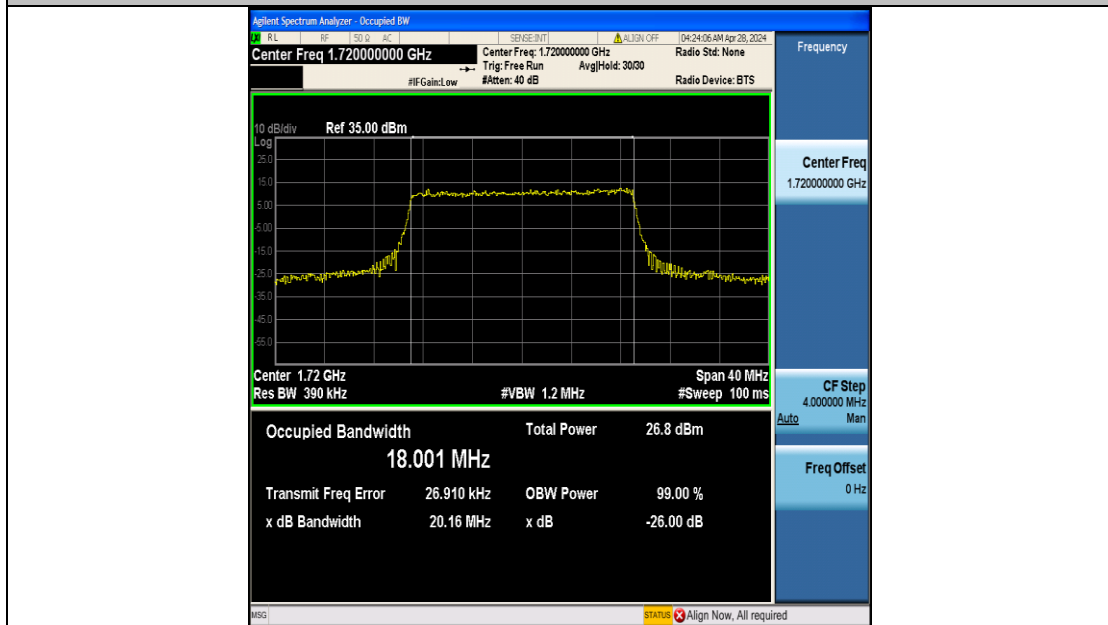 Agilent Spectrum Analyzer - Occupied BW
RL RF 50 Ω AC SENSE:INT ALIGN OFF 04:24:06 AM Apr 28, 2024
Center Freq 1.720000000 GHz
Center Freq: 1.720000000 GHz Radio Std: None
Trig: Free Run Avg|Hold: 30/30
#IFGain:Low #Atten: 40 dB Radio Device: BTS
10 dB/div Ref 35.00 dBm
Log
25.0
15.0
5.00
-5.00
-15.0
-25.0
-35.0
-45.0
-55.0
Center 1.72 GHz Span 40 MHz
Res BW 390 kHz #VBW 1.2 MHz #Sweep 100 ms
Occupied Bandwidth Total Power 26.8 dBm
18.001 MHz
Transmit Freq Error 26.910 kHz OBW Power 99.00 %
x dB Bandwidth 20.16 MHz x dB -26.00 dB
Frequency
Center Freq
1.720000000 GHz
CF Step
4.000000 MHz
Auto Man
Freq Offset
0 Hz
MSG STATUS Align Now, All required